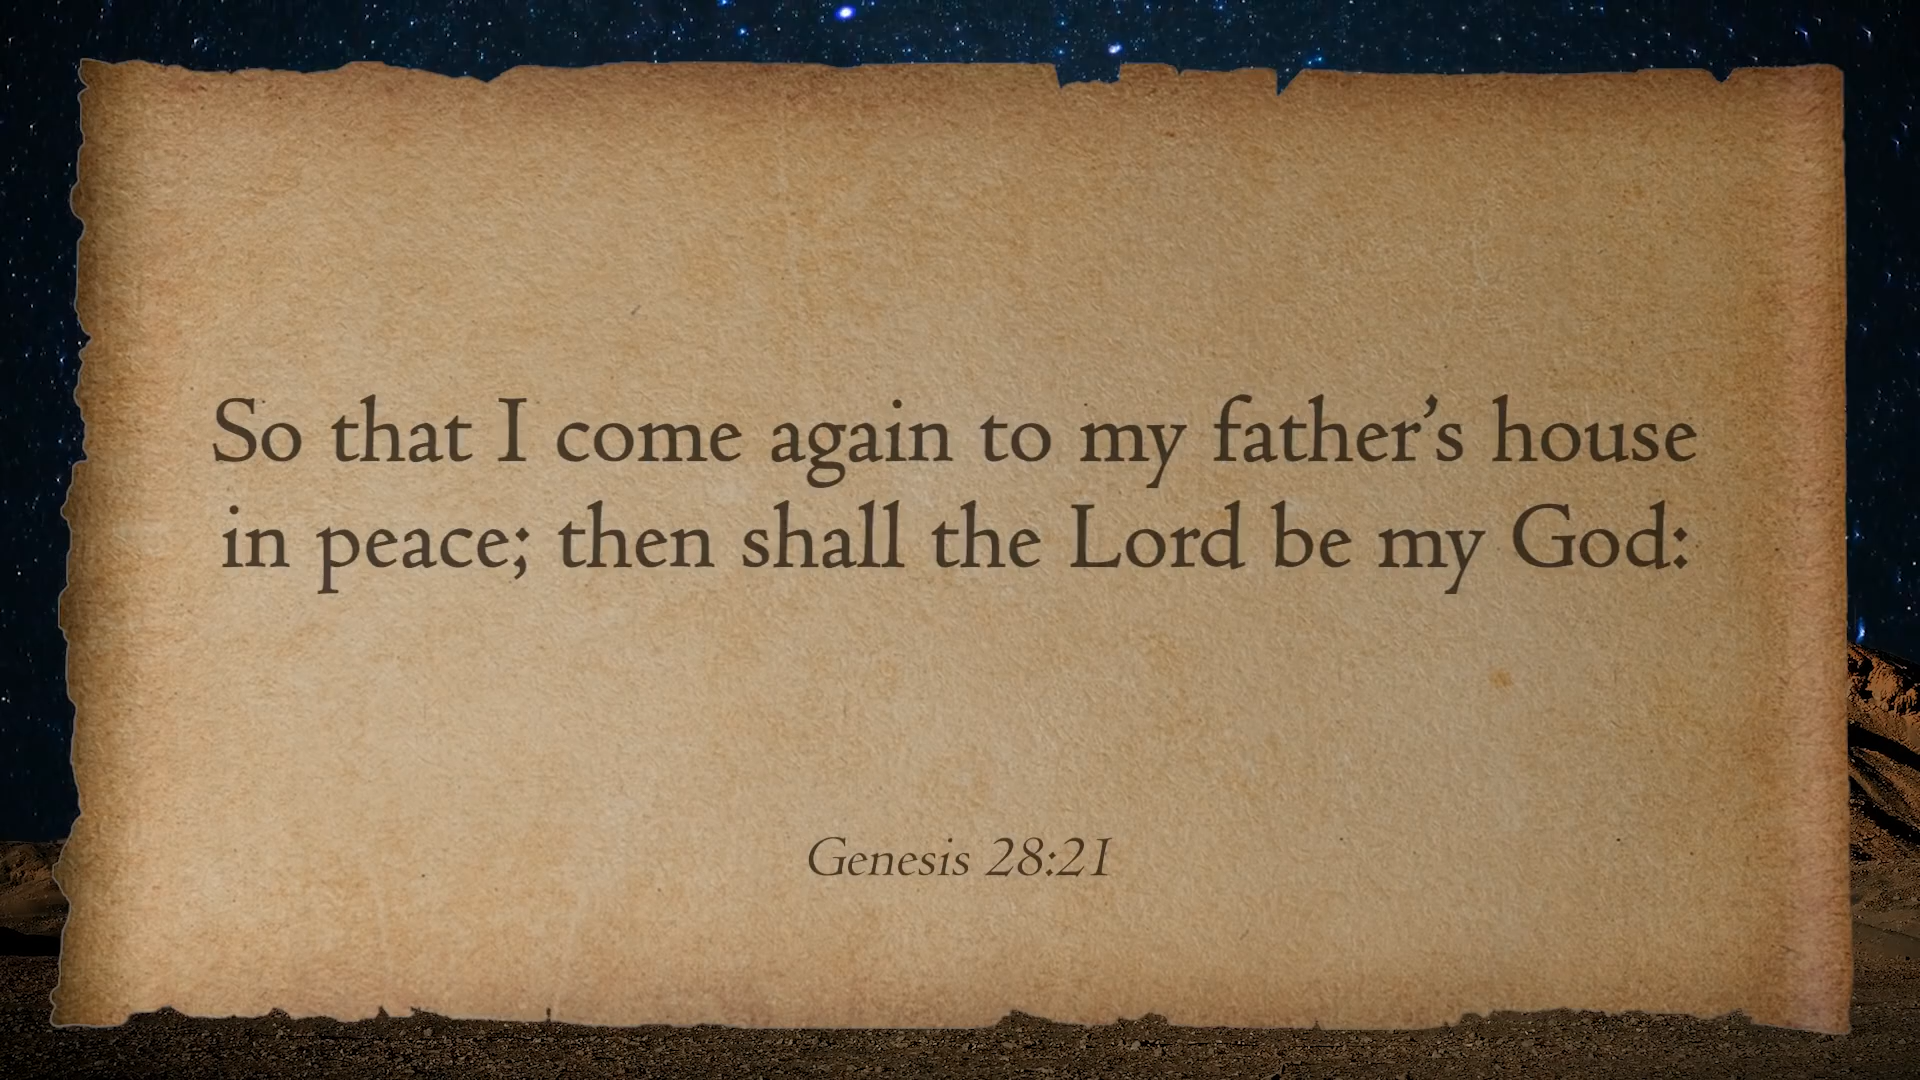 So that I come again to my father’s house
in peace; then shall the Lord be my God:
Genesis 28:21